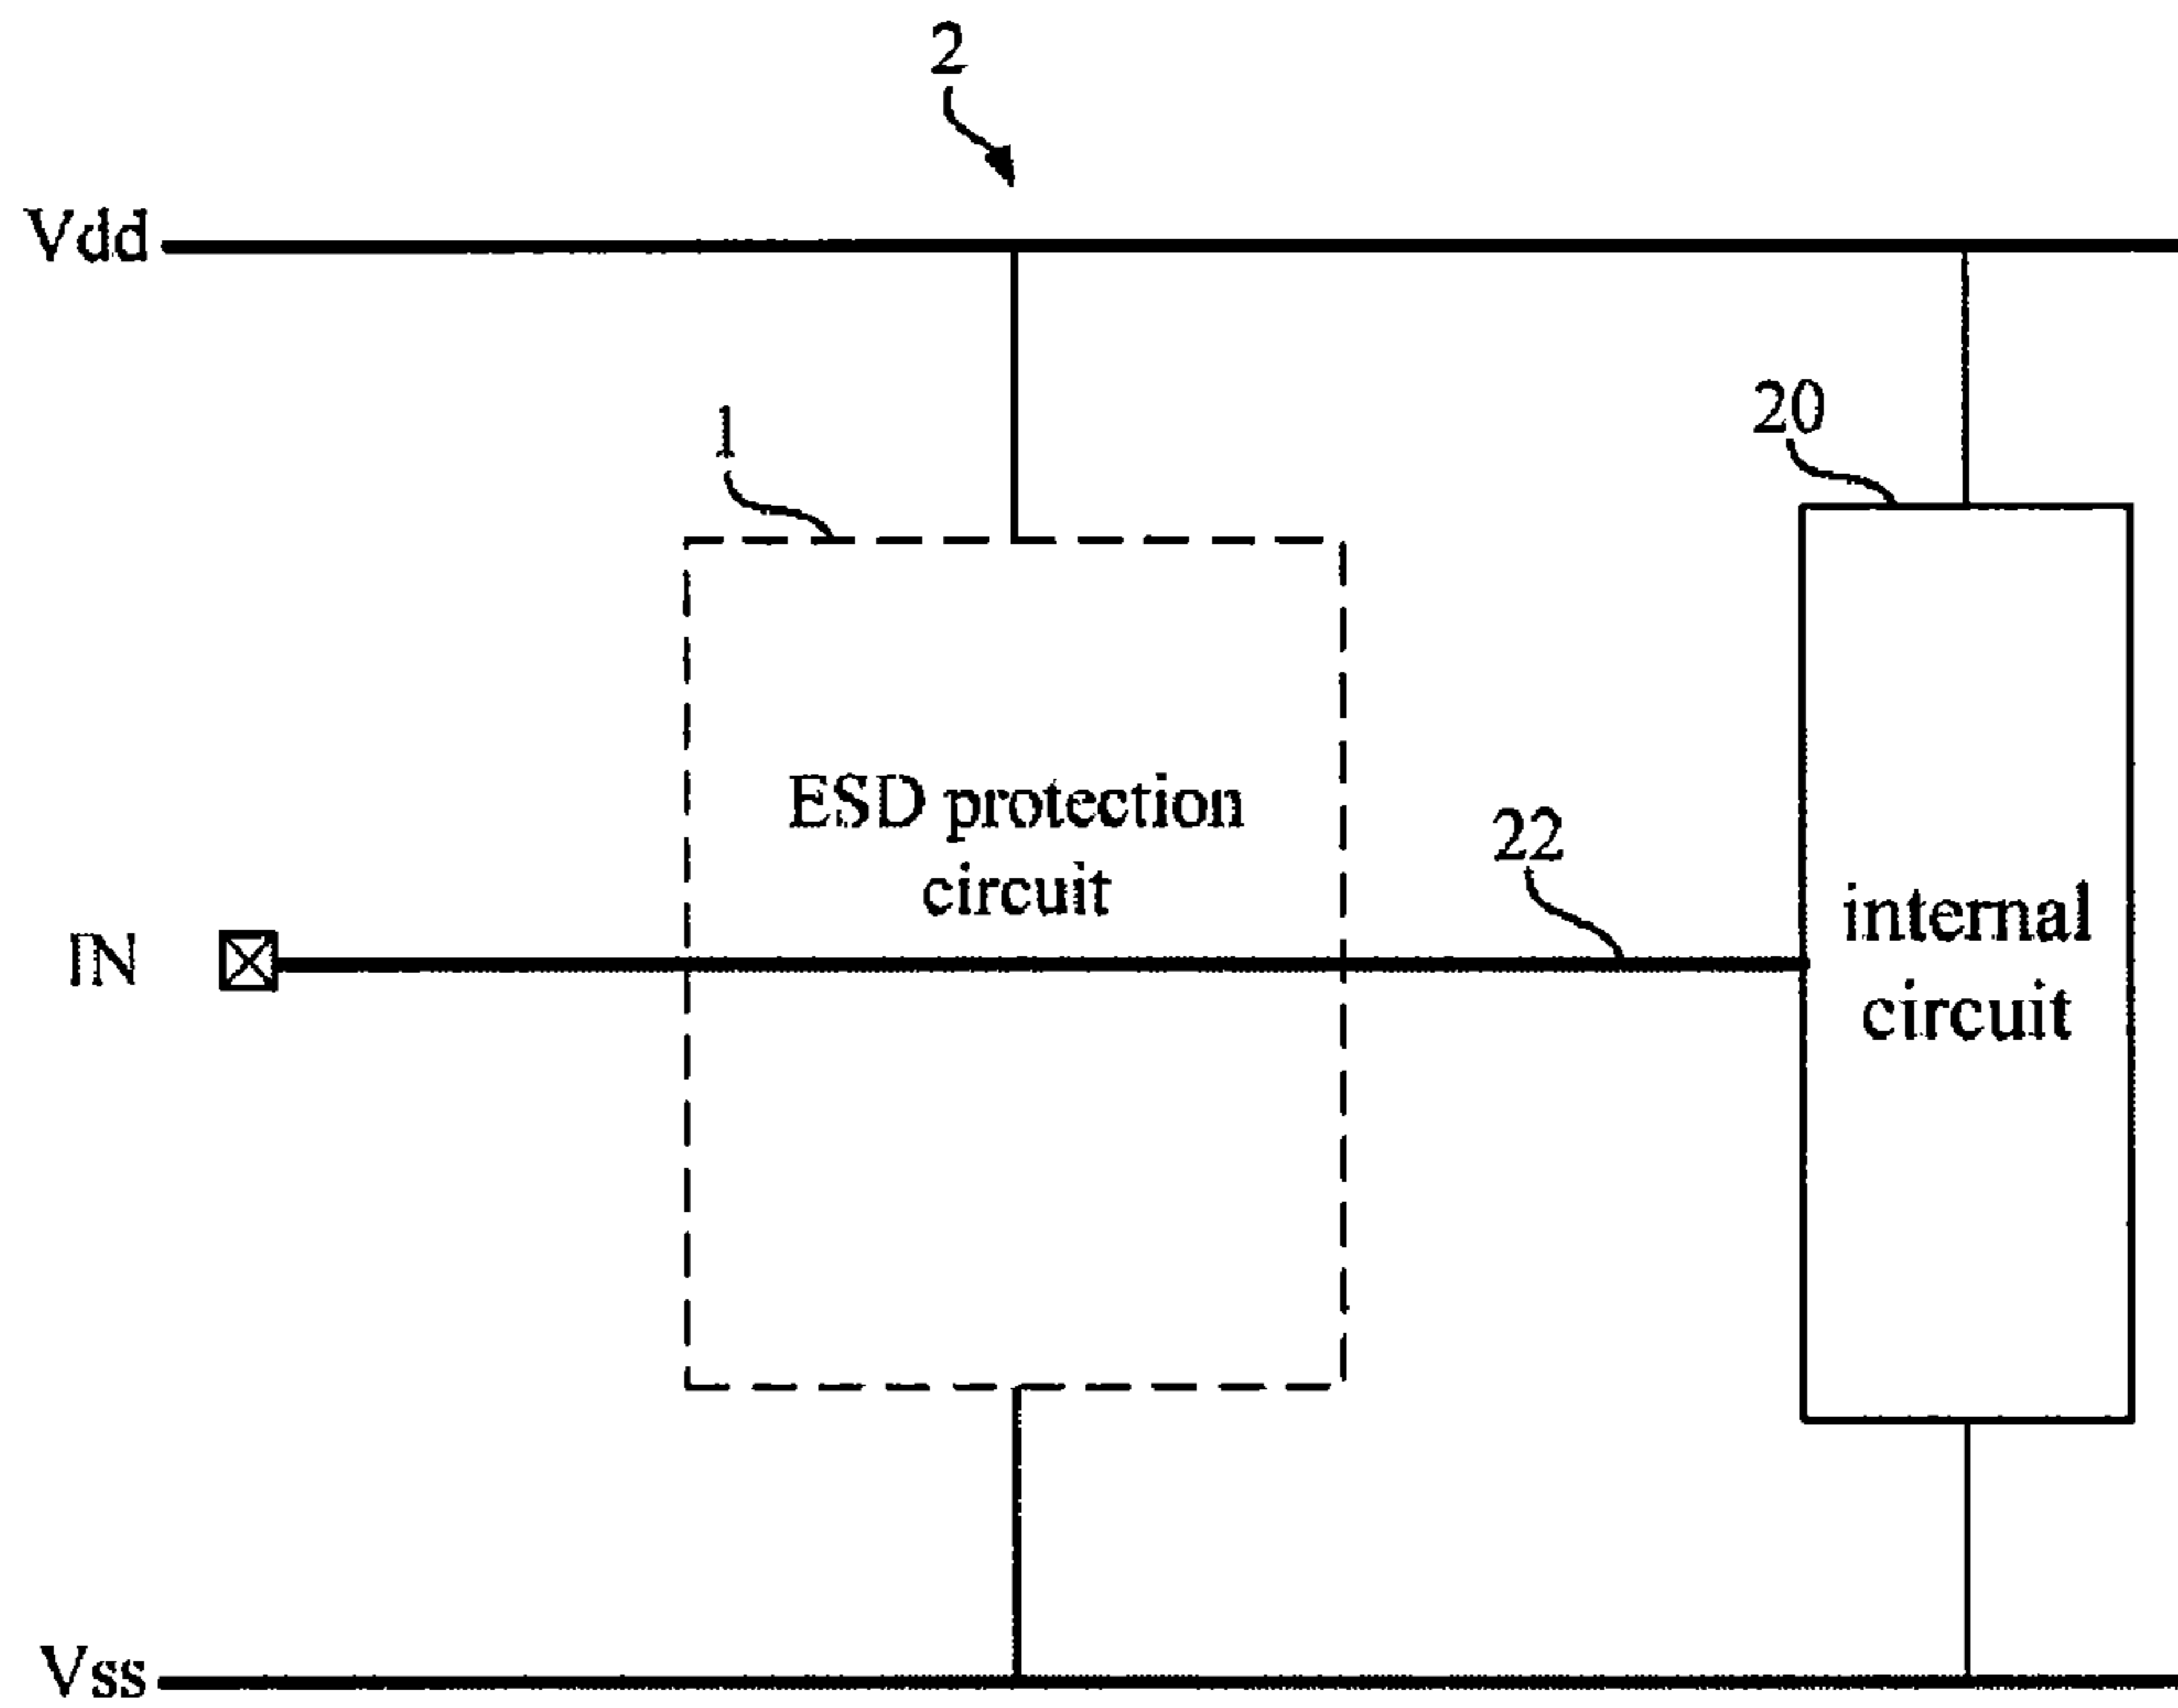 2
Vdd
20
1
ESD protection
circuit
22
internal
circuit
IN
Vss